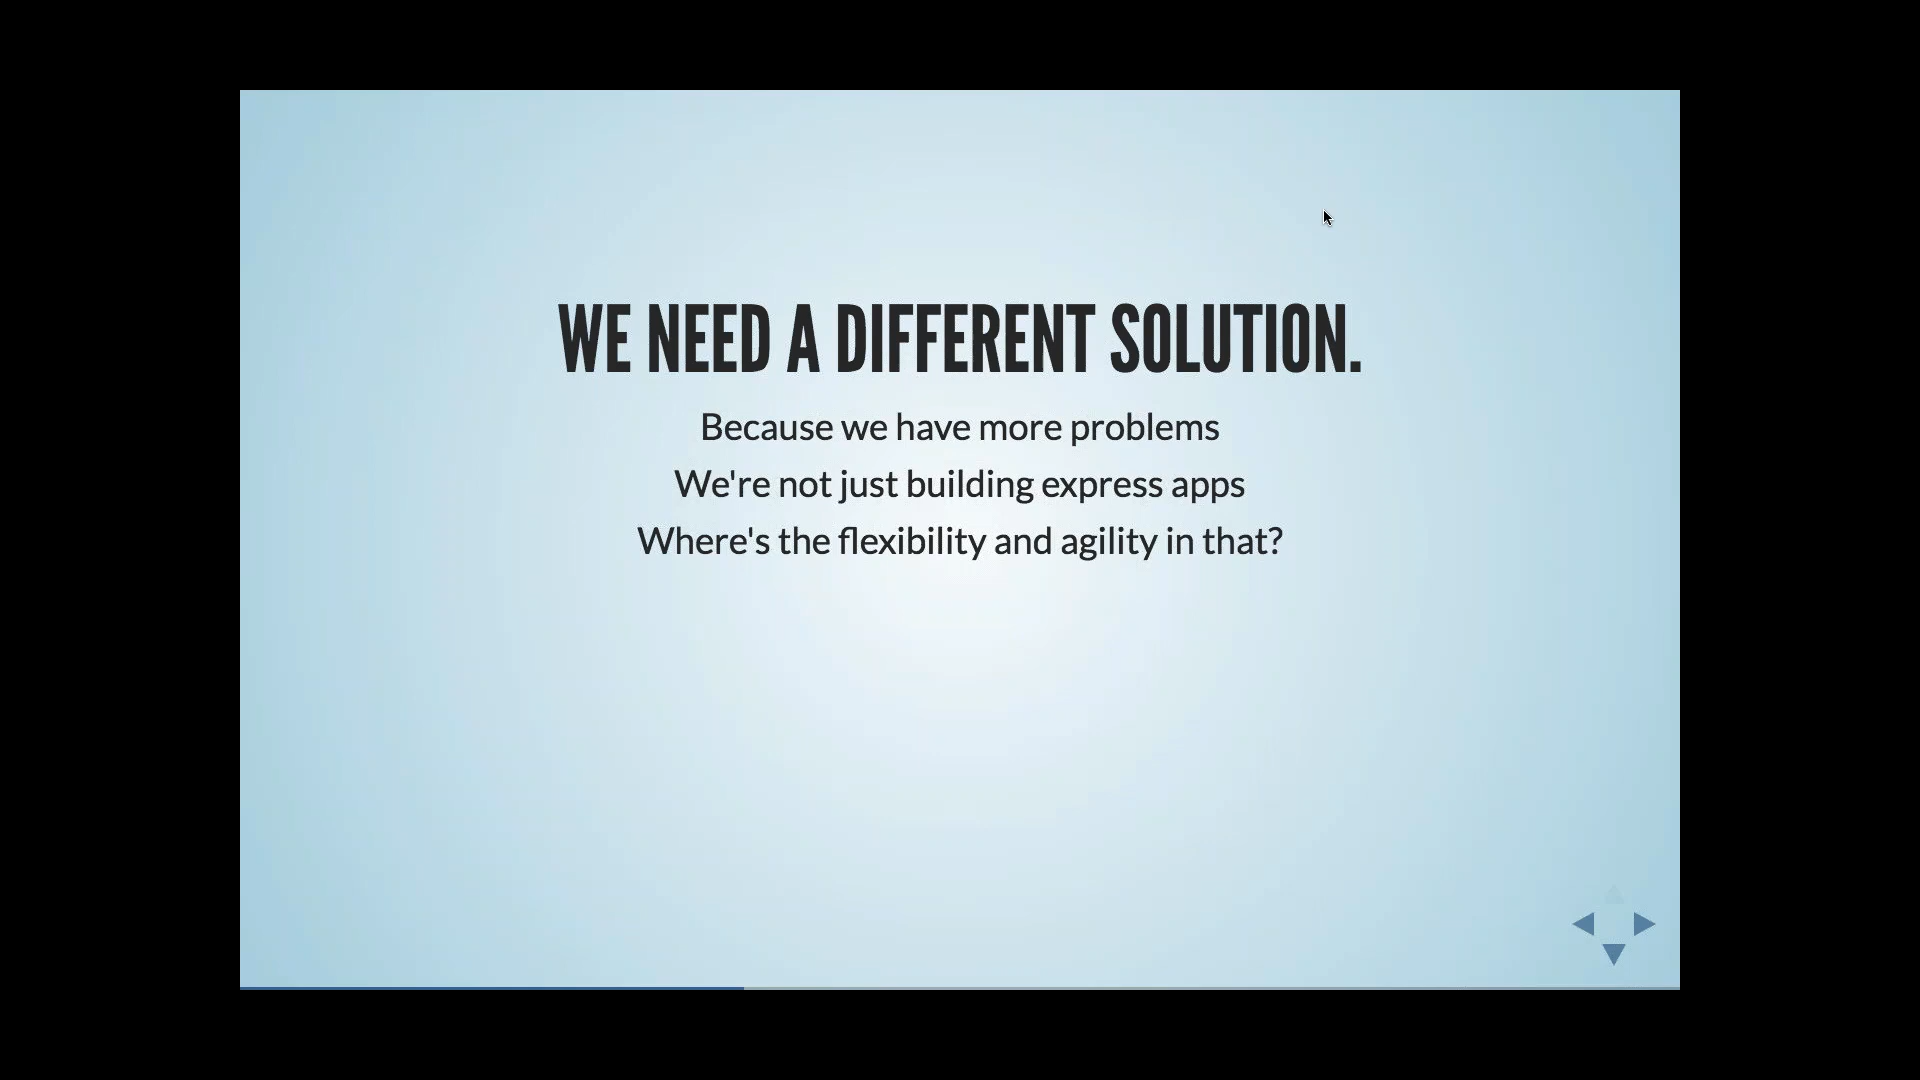 WE NEED A DIFFERENT SOLUTION.
Because we have more problems
We're not just building express apps
Where's the flexibility and agility in that?